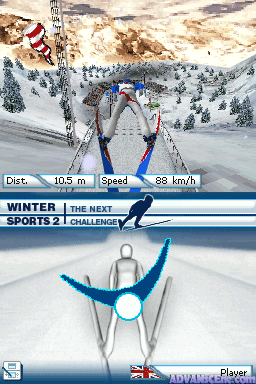 Dist. 10.5 m Speed 88 km/h
WINTER THE NEXT
SPORTS 2 CHALLENGE
Player
ADVANSCENE.COM